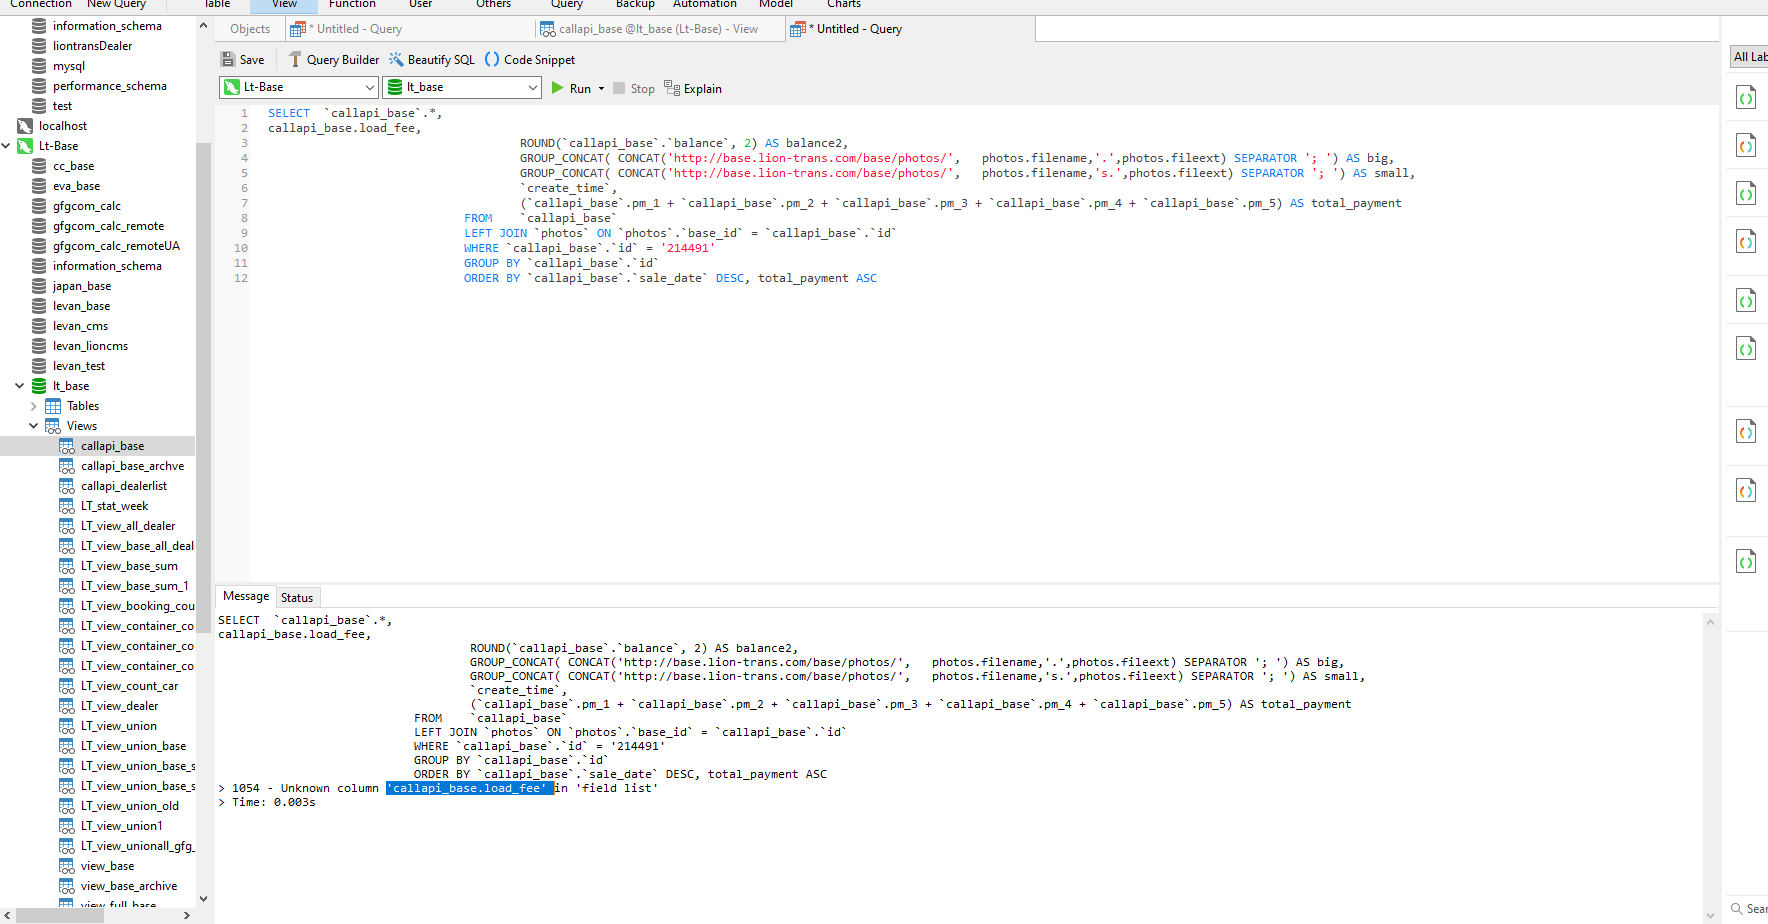 Connection New Query Table View Function User Others Query Backup Automation Model Charts
Objects * Untitled - Query callapi_base @lt_base (Lt-Base) - View * Untitled - Query
Save Query Builder Beautify SQL Code Snippet
Lt-Base lt_base Run Stop Explain
All Lab
information_schema
liontransDealer
mysql
performance_schema
test
localhost
Lt-Base
cc_base
eva_base
gfgcom_calc
gfgcom_calc_remote
gfgcom_calc_remoteUA
information_schema
japan_base
levan_base
levan_cms
levan_lioncms
levan_test
lt_base
Tables
Views
callapi_base
callapi_base_archve
callapi_dealerlist
LT_stat_week
LT_view_all_dealer
LT_view_base_all_deal
LT_view_base_sum
LT_view_base_sum_1
LT_view_booking_cou
LT_view_container_co
LT_view_container_co
LT_view_container_co
LT_view_count_car
LT_view_dealer
LT_view_union
LT_view_union_base
LT_view_union_base_s
LT_view_union_base_s
LT_view_union_old
LT_view_union1
LT_view_unionall_gfg_
view_base
view_base_archive
view_full_base
1 SELECT `callapi_base`.*,
2 callapi_base.load_fee,
3 ROUND(`callapi_base`.`balance`, 2) AS balance2,
4 GROUP_CONCAT( CONCAT('http://base.lion-trans.com/base/photos/', photos.filename,'.',photos.fileext) SEPARATOR '; ') AS big,
5 GROUP_CONCAT( CONCAT('http://base.lion-trans.com/base/photos/', photos.filename,'s.',photos.fileext) SEPARATOR '; ') AS small,
6 `create_time`,
7 (`callapi_base`.pm_1 + `callapi_base`.pm_2 + `callapi_base`.pm_3 + `callapi_base`.pm_4 + `callapi_base`.pm_5) AS total_payment
8 FROM `callapi_base`
9 LEFT JOIN `photos` ON `photos`.`base_id` = `callapi_base`.`id`
10 WHERE `callapi_base`.`id` = '214491'
11 GROUP BY `callapi_base`.`id`
12 ORDER BY `callapi_base`.`sale_date` DESC, total_payment ASC
Message Status
SELECT `callapi_base`.*,
callapi_base.load_fee,
ROUND(`callapi_base`.`balance`, 2) AS balance2,
GROUP_CONCAT( CONCAT('http://base.lion-trans.com/base/photos/', photos.filename,'.',photos.fileext) SEPARATOR '; ') AS big,
GROUP_CONCAT( CONCAT('http://base.lion-trans.com/base/photos/', photos.filename,'s.',photos.fileext) SEPARATOR '; ') AS small,
`create_time`,
(`callapi_base`.pm_1 + `callapi_base`.pm_2 + `callapi_base`.pm_3 + `callapi_base`.pm_4 + `callapi_base`.pm_5) AS total_payment
FROM `callapi_base`
LEFT JOIN `photos` ON `photos`.`base_id` = `callapi_base`.`id`
WHERE `callapi_base`.`id` = '214491'
GROUP BY `callapi_base`.`id`
ORDER BY `callapi_base`.`sale_date` DESC, total_payment ASC
> 1054 - Unknown column 'callapi_base.load_fee' in 'field list'
> Time: 0.003s
Sear